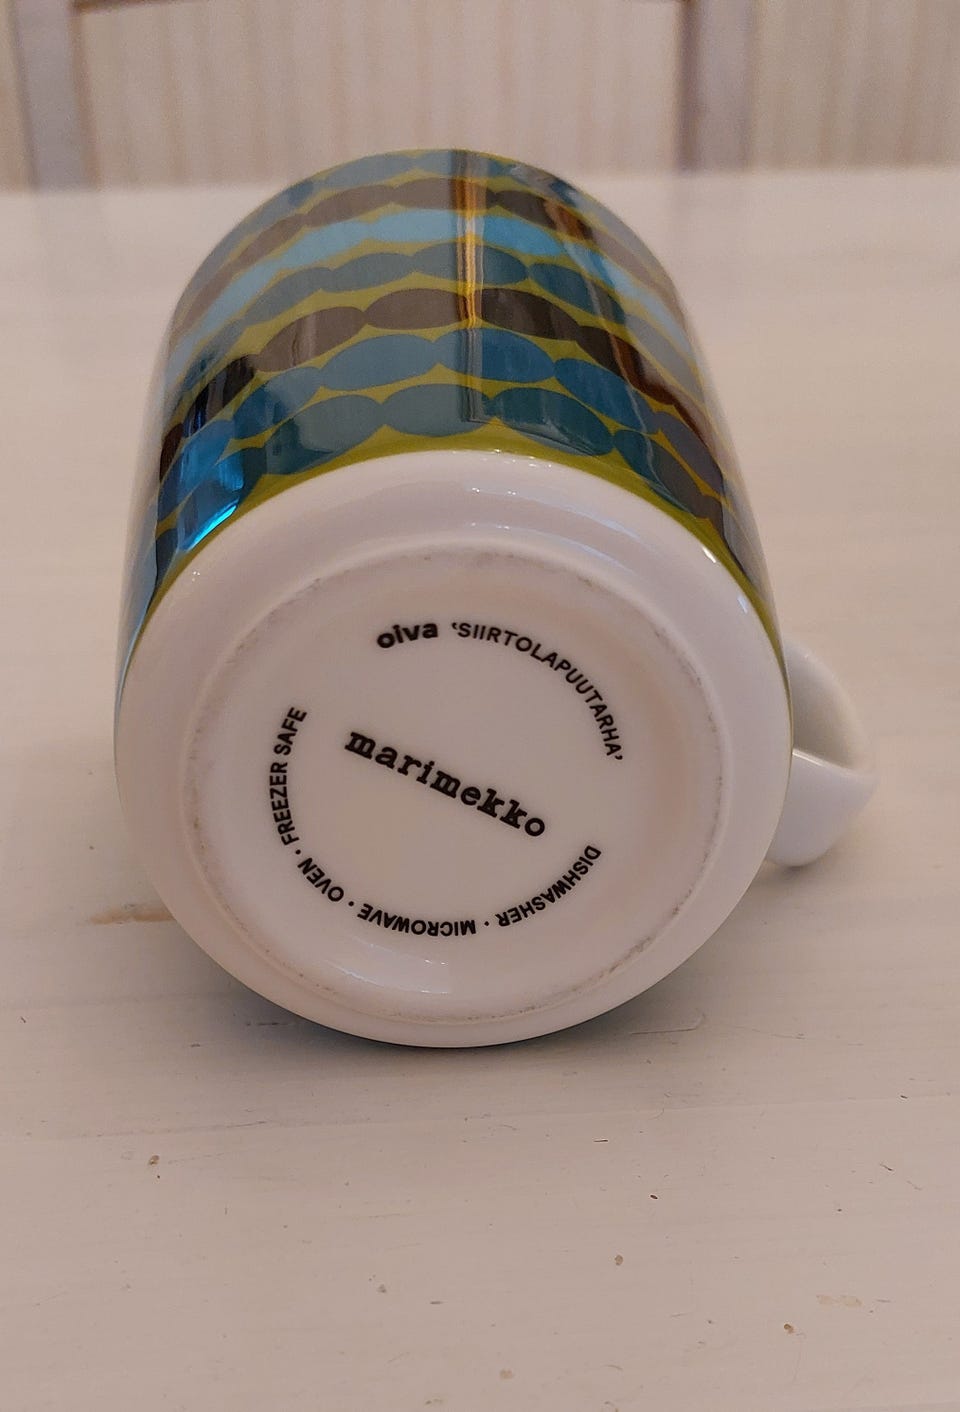 oiva ‘SIIRTOLAPUUTARHA’
marimekko
DISHWASHER · MICROWAVE · OVEN · FREEZER SAFE